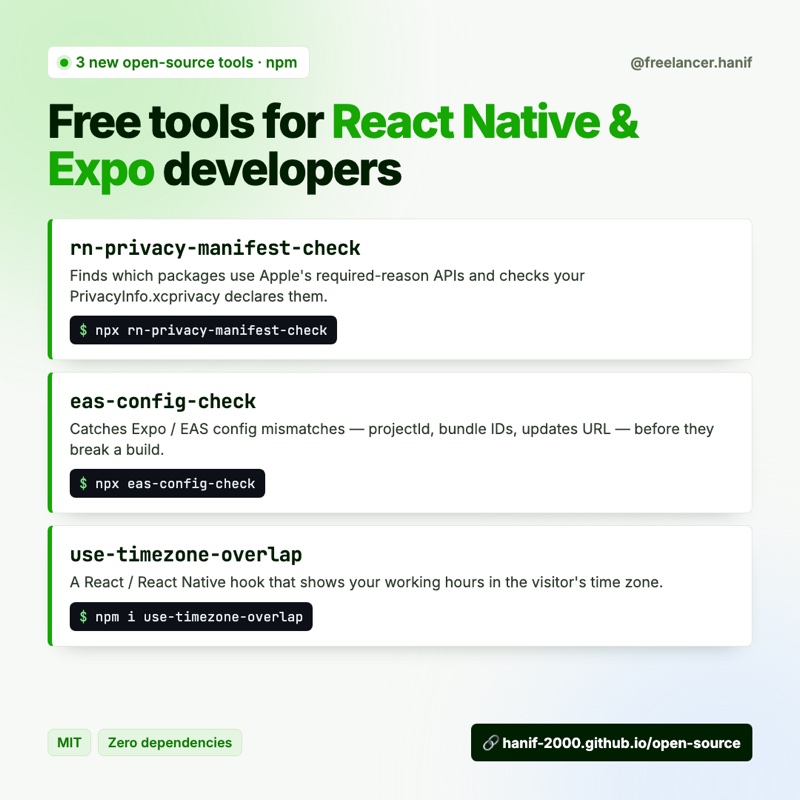 3 new open-source tools · npm
@freelancer.hanif
Free tools for React Native &
Expo developers
rn-privacy-manifest-check
Finds which packages use Apple's required-reason APIs and checks your
PrivacyInfo.xcprivacy declares them.
$ npx rn-privacy-manifest-check
eas-config-check
Catches Expo / EAS config mismatches — projectId, bundle IDs, updates URL — before they
break a build.
$ npx eas-config-check
use-timezone-overlap
A React / React Native hook that shows your working hours in the visitor's time zone.
$ npm i use-timezone-overlap
MIT
Zero dependencies
🔗 hanif-2000.github.io/open-source